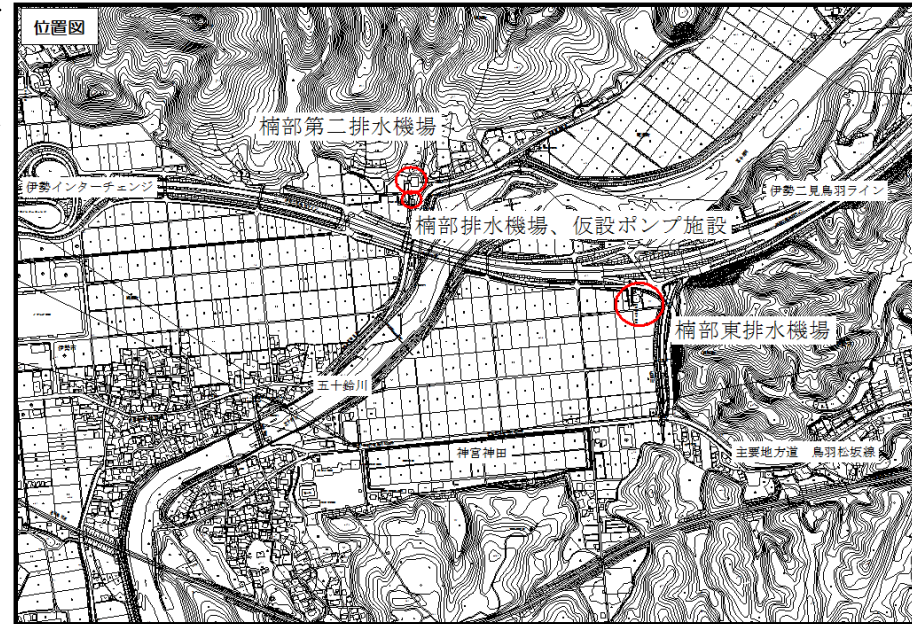 位置図
楠部第二排水機場
伊勢インターチェンジ
伊勢二見鳥羽ライン
楠部排水機場、仮設ポンプ施設
楠部東排水機場
五十鈴川
神宮神田
主要地方道 鳥羽松坂線